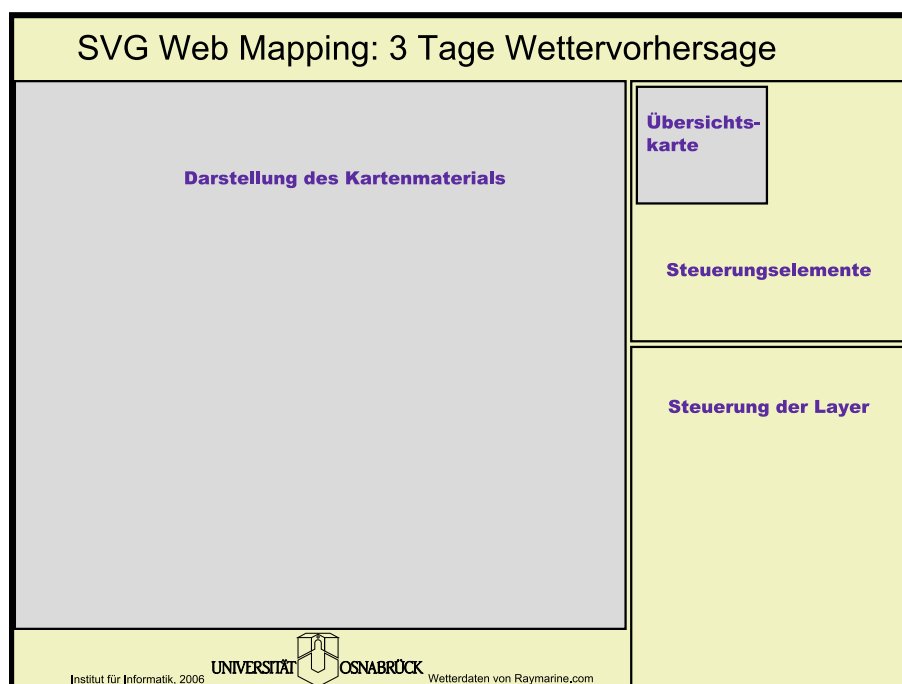 SVG Web Mapping: 3 Tage Wettervorhersage
Darstellung des Kartenmaterials
Übersichts-
karte
Steuerungselemente
Steuerung der Layer
Institut für Informatik, 2006
UNIVERSITÄT OSNABRÜCK
Wetterdaten von Raymarine.com